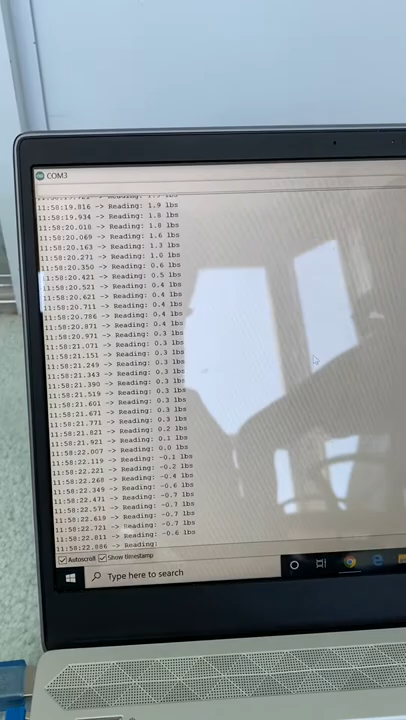 COM3
11:58:19.816 -> Reading: 1.9 lbs
11:58:19.934 -> Reading: 1.8 lbs
11:58:20.018 -> Reading: 1.8 lbs
11:58:20.069 -> Reading: 1.6 lbs
11:58:20.163 -> Reading: 1.3 lbs
11:58:20.271 -> Reading: 1.0 lbs
11:58:20.350 -> Reading: 0.6 lbs
11:58:20.421 -> Reading: 0.5 lbs
11:58:20.521 -> Reading: 0.4 lbs
11:58:20.621 -> Reading: 0.4 lbs
11:58:20.711 -> Reading: 0.4 lbs
11:58:20.786 -> Reading: 0.4 lbs
11:58:20.871 -> Reading: 0.4 lbs
11:58:20.971 -> Reading: 0.3 lbs
11:58:21.071 -> Reading: 0.3 lbs
11:58:21.151 -> Reading: 0.3 lbs
11:58:21.249 -> Reading: 0.3 lbs
11:58:21.343 -> Reading: 0.3 lbs
11:58:21.390 -> Reading: 0.3 lbs
11:58:21.519 -> Reading: 0.3 lbs
11:58:21.601 -> Reading: 0.3 lbs
11:58:21.671 -> Reading: 0.3 lbs
11:58:21.771 -> Reading: 0.3 lbs
11:58:21.821 -> Reading: 0.2 lbs
11:58:21.921 -> Reading: 0.1 lbs
11:58:22.008 -> Reading: 0.0 lbs
11:58:22.119 -> Reading: -0.1 lbs
11:58:22.221 -> Reading: -0.2 lbs
11:58:22.268 -> Reading: -0.4 lbs
11:58:22.349 -> Reading: -0.6 lbs
11:58:22.471 -> Reading: -0.7 lbs
11:58:22.571 -> Reading: -0.7 lbs
11:58:22.619 -> Reading: -0.7 lbs
11:58:22.721 -> Reading: -0.7 lbs
11:58:22.811 -> Reading: -0.6 lbs
11:58:22.886 -> Reading:
Autoscroll Show timestamp
Type here to search